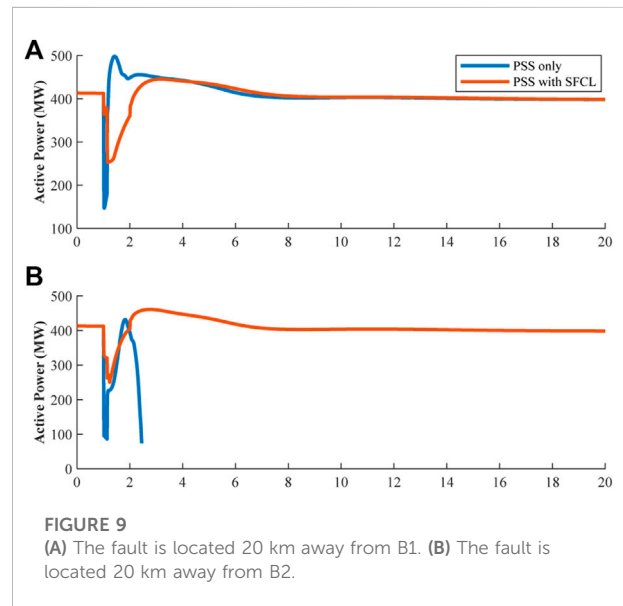 A
500
400
300
200
100
Active Power (MW)
PSS only
PSS with SFCL
0 2 4 6 8 10 12 14 16 18 20
B
500
400
300
200
100
0
Active Power (MW)
0 2 4 6 8 10 12 14 16 18 20
FIGURE 9
(A) The fault is located 20 km away from B1. (B) The fault is
located 20 km away from B2.